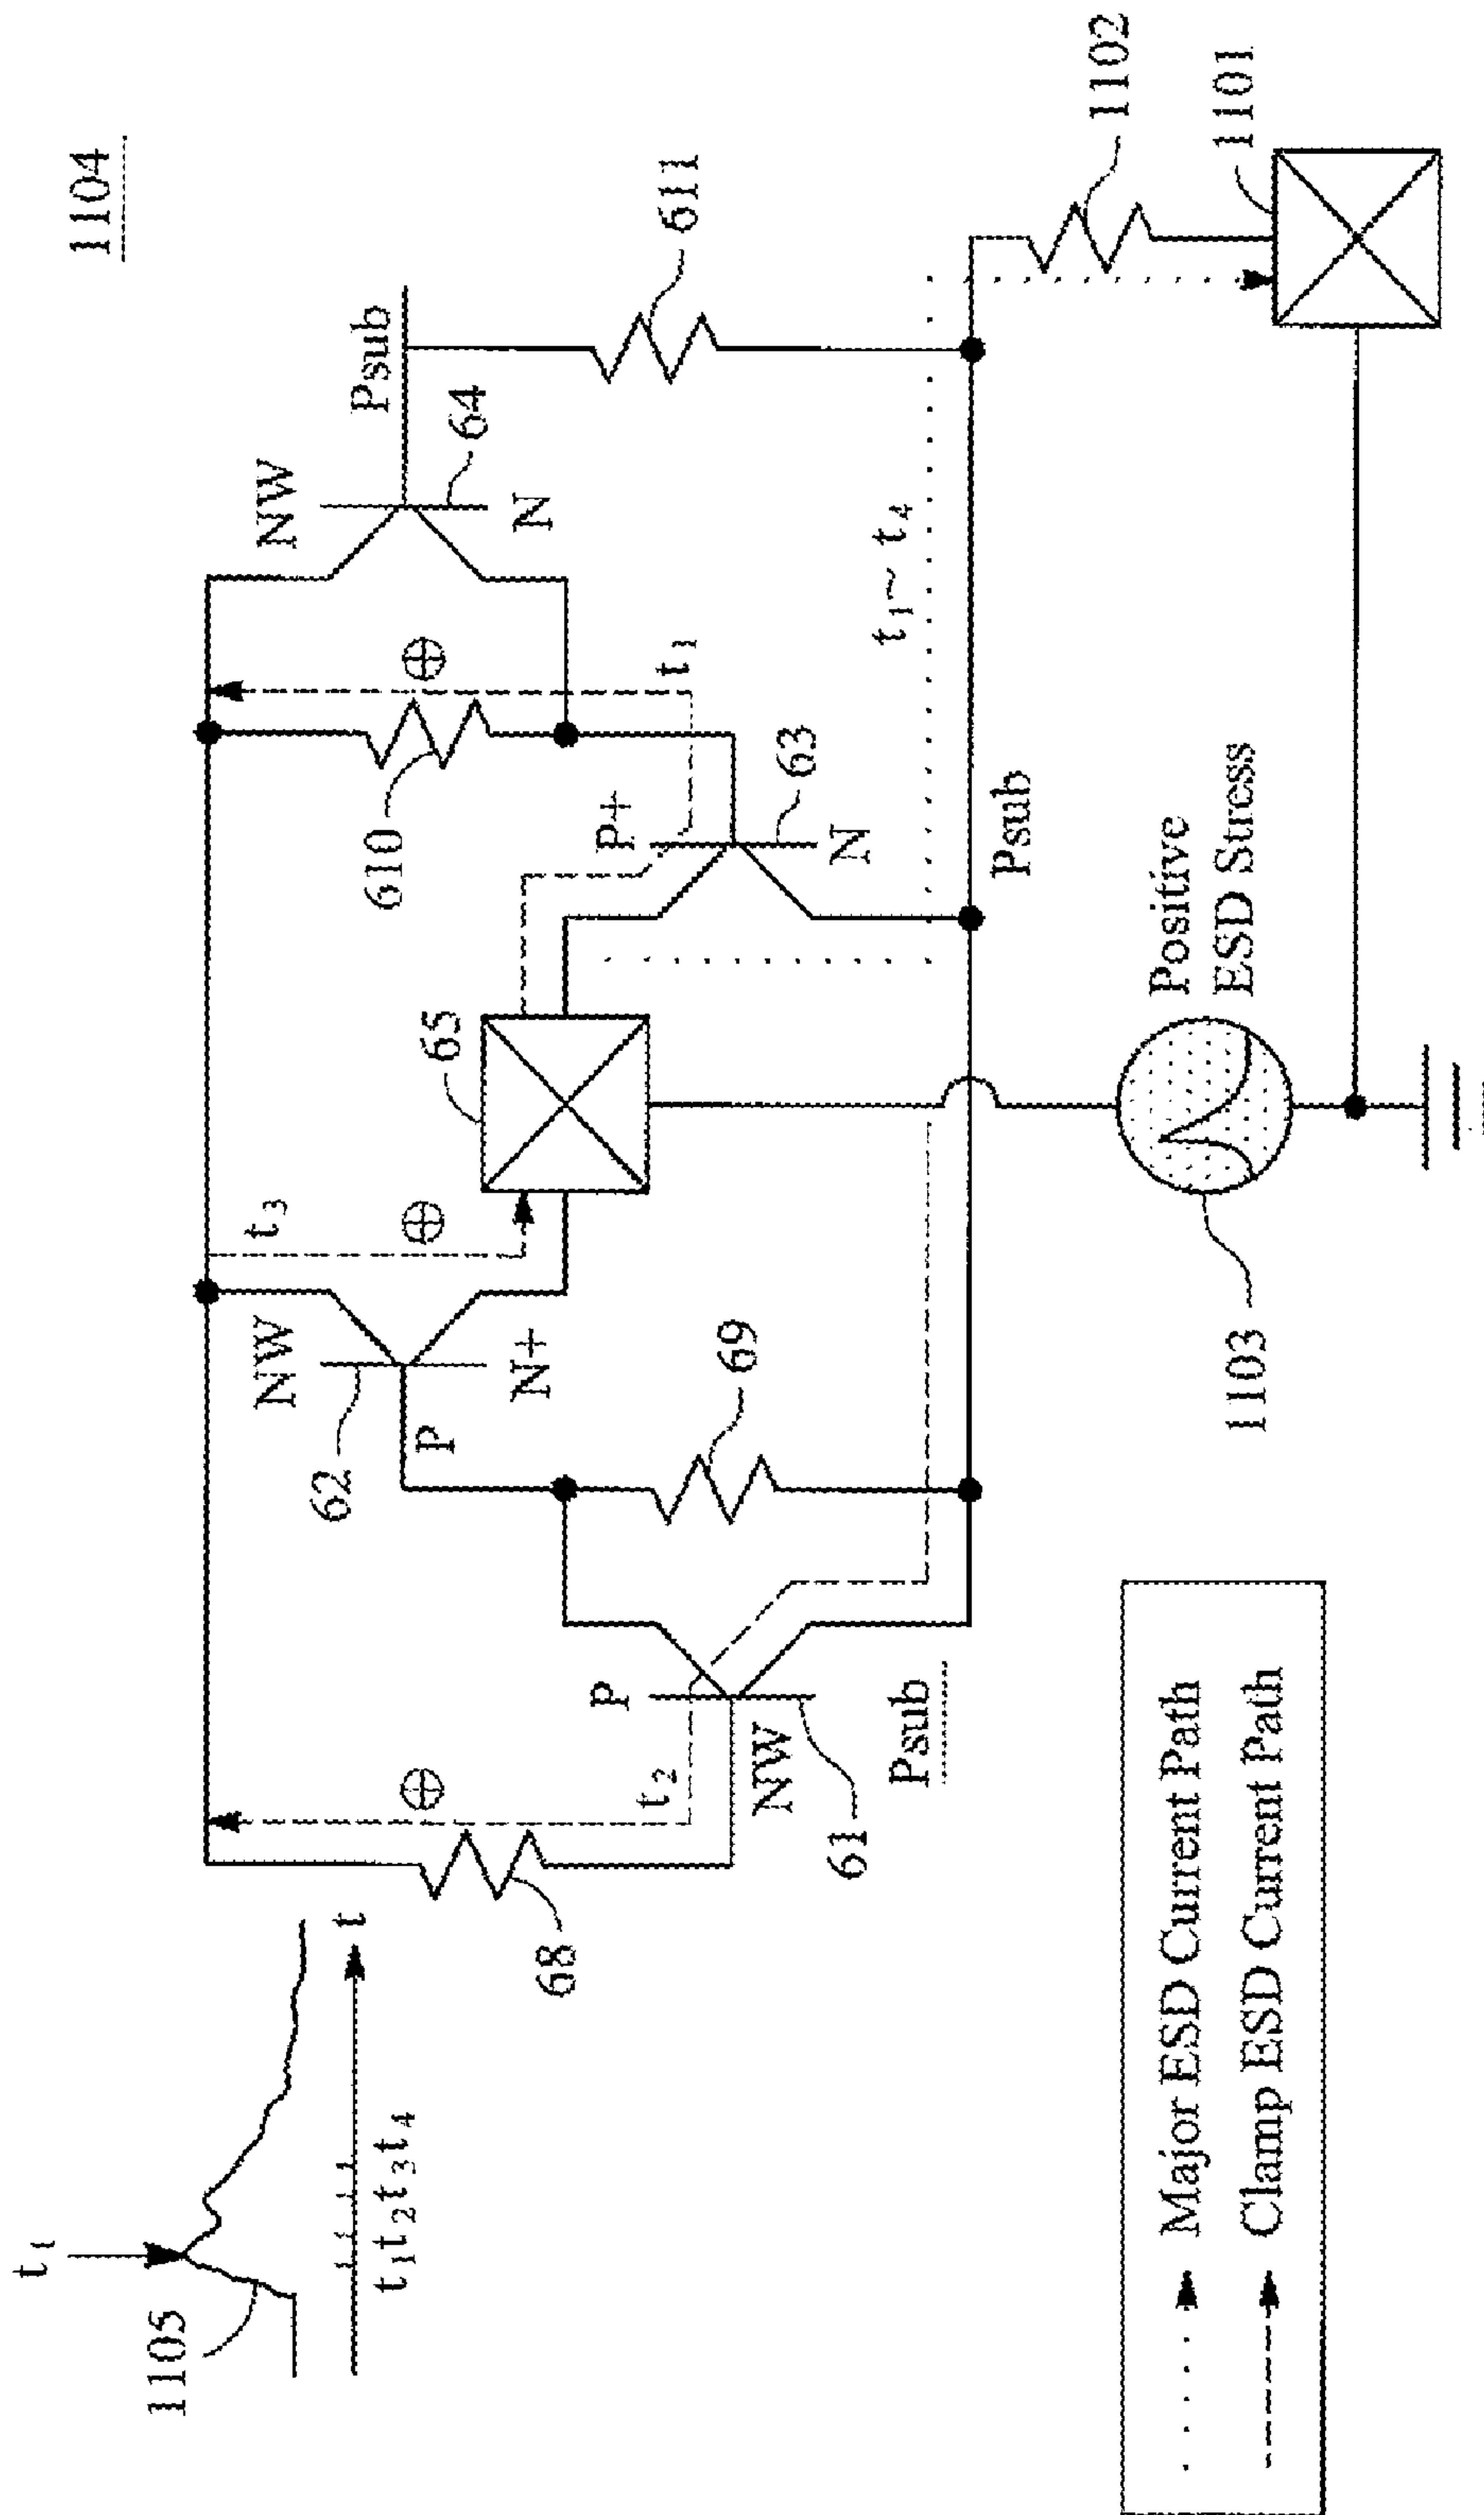 1104
t₁
1105
t₁ t₂ t₃ t₄
t
68
t₂
⊕
P
NW
61
Psub
62
NW
P
N+
69
t₃
⊕
65
610
⊕
t₁
P+
63
N
NW
N
64
Psub
611
t₁~ t₄
Psub
1102
1101
Positive
ESD Stress
1103
Major ESD Current Path
Clamp ESD Current Path